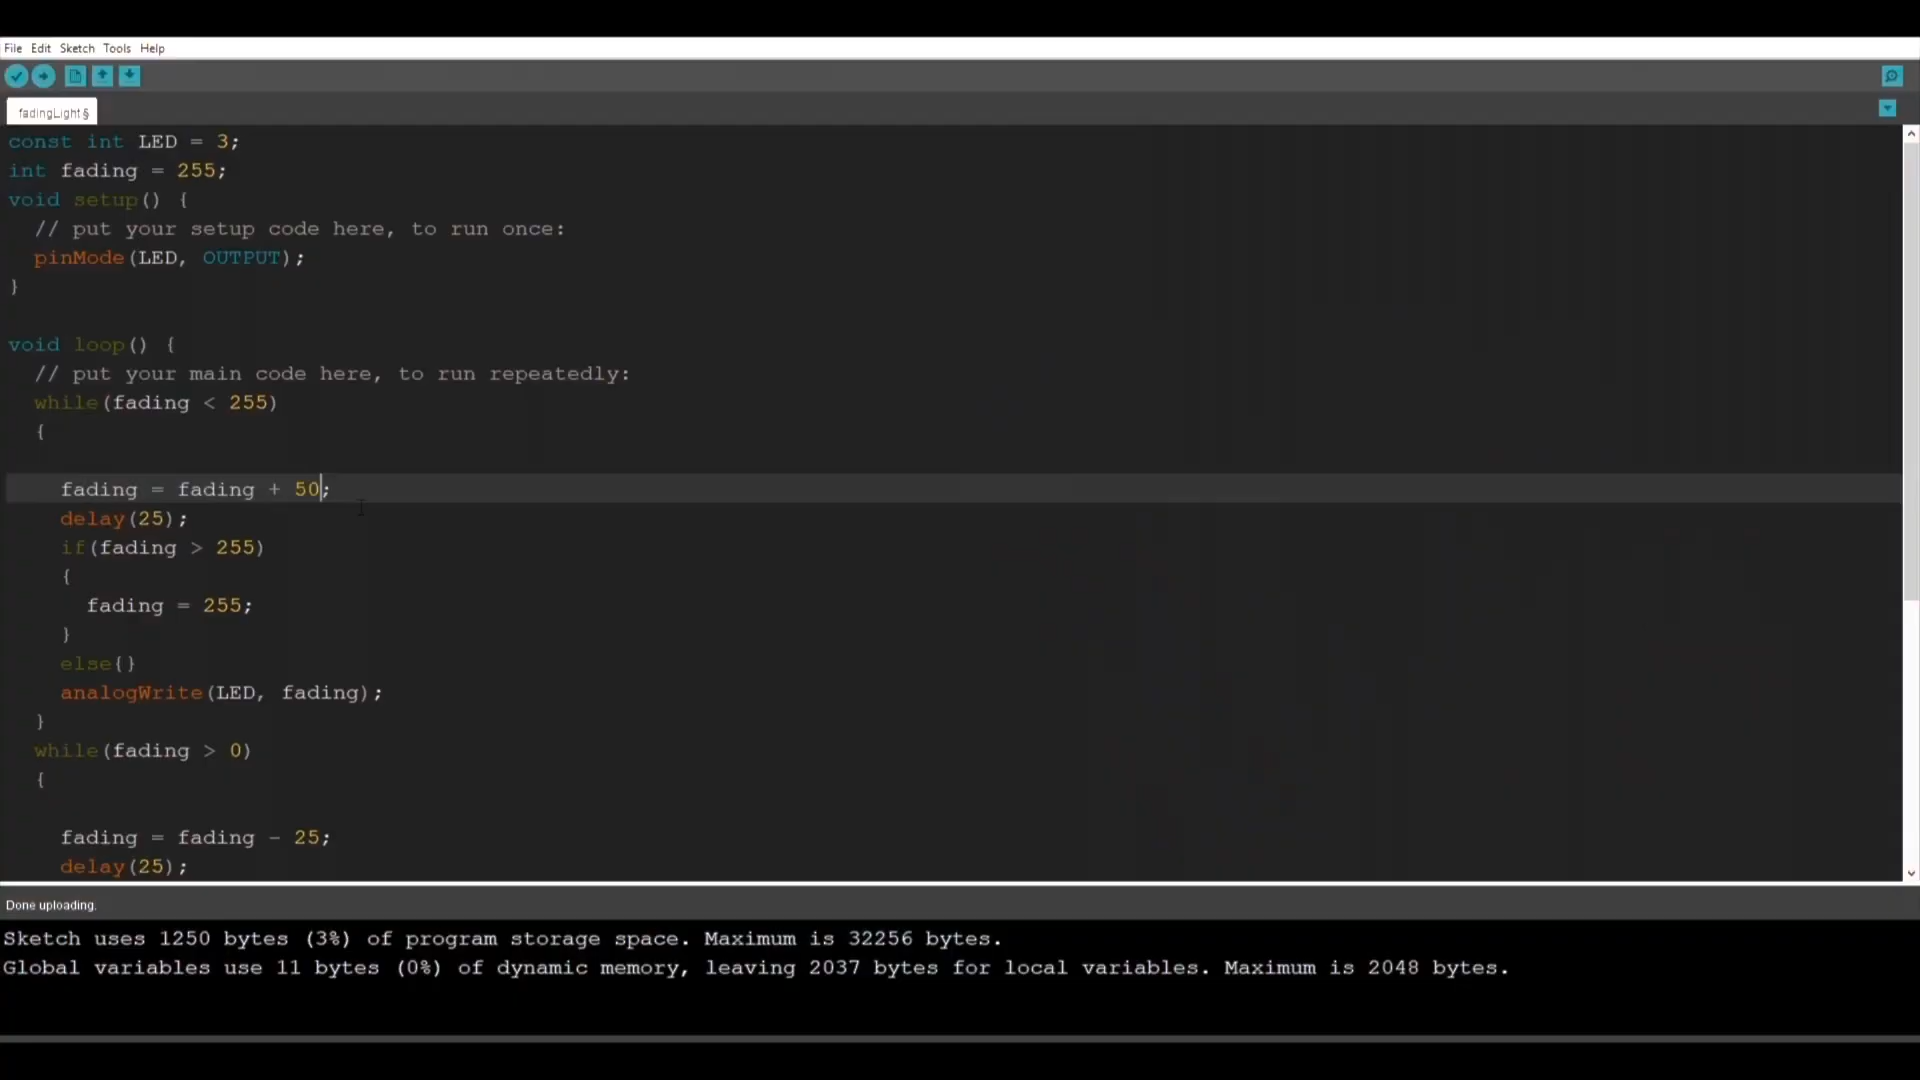 File Edit Sketch Tools Help
fadingLight §
const int LED = 3;
int fading = 255;
void setup() {
// put your setup code here, to run once:
pinMode(LED, OUTPUT);
}
void loop() {
// put your main code here, to run repeatedly:
while(fading < 255)
{
fading = fading + 50;
delay(25);
if(fading > 255)
{
fading = 255;
}
else{}
analogWrite(LED, fading);
}
while(fading > 0)
{
fading = fading - 25;
delay(25);
Done uploading.
Sketch uses 1250 bytes (3%) of program storage space. Maximum is 32256 bytes.
Global variables use 11 bytes (0%) of dynamic memory, leaving 2037 bytes for local variables. Maximum is 2048 bytes.